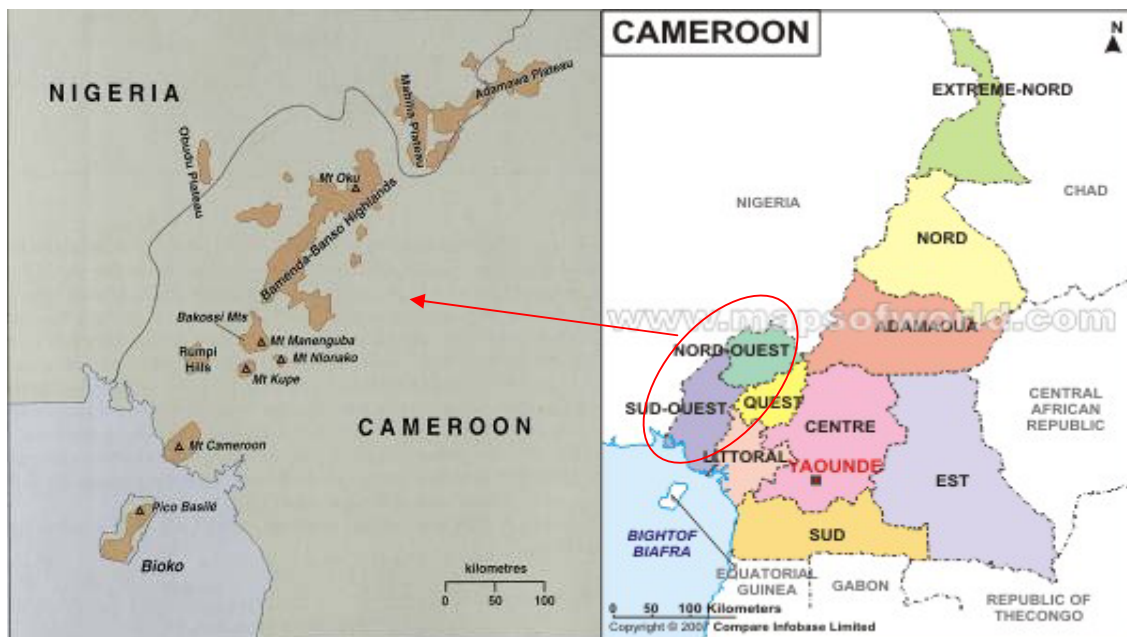 NIGERIA
Obudu Plateau
Mabilla Plateau
Adamawa Plateau
Mt Oku
Bamenda-Banso Highlands
Bakossi Mts
Mt Manenguba
Rumpi
Hills
Mt Nlonako
Mt Kupe
CAMEROON
Mt Cameroon
Pico Basilé
Bioko
kilometres
0 50 100
CAMEROON
N
EXTREME-NORD
CHAD
NIGERIA
NORD
www.mapsofworld.com
ADAMAOUA
NORD-OUEST
SUD-OUEST
QUEST
CENTRE
CENTRAL
AFRICAN
REPUBLIC
LITTORAL
YAOUNDE
EST
BIGHTOF
BIAFRA
SUD
EQUATORIAL
GUINEA
GABON
REPUBLIC OF
THECONGO
0 50 100 Kilometers
Copyright © 2007 Compare Infobase Limited